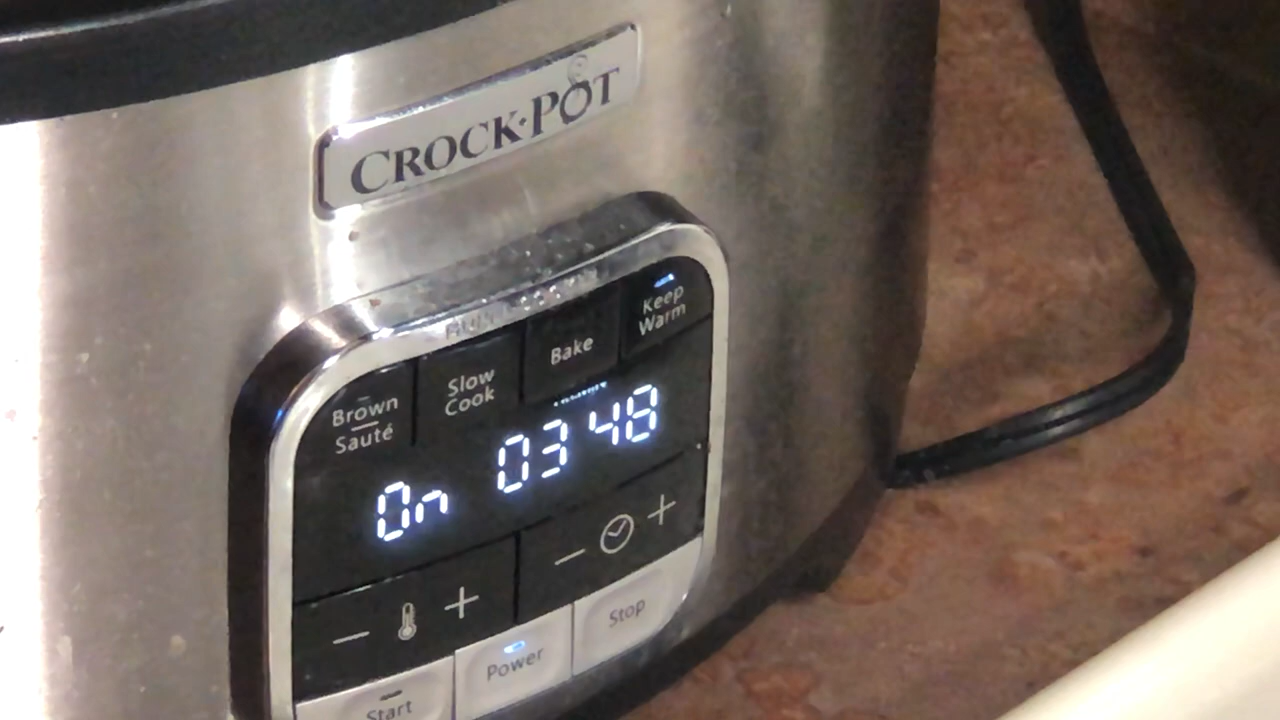 CROCK·POT
Brown
Sauté
Slow
Cook
Bake
Keep
Warm
On 03 48
− +
− +
Start
Power
Stop